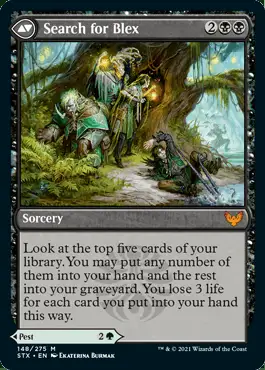 Search for Blex 2
Sorcery
Look at the top five cards of your
library. You may put any number of
them into your hand and the rest
into your graveyard. You lose 3 life
for each card you put into your hand
this way.
Pest 2
148/275 M
STX • EN EKATERINA BURMAK
™ & © 2021 Wizards of the Coast